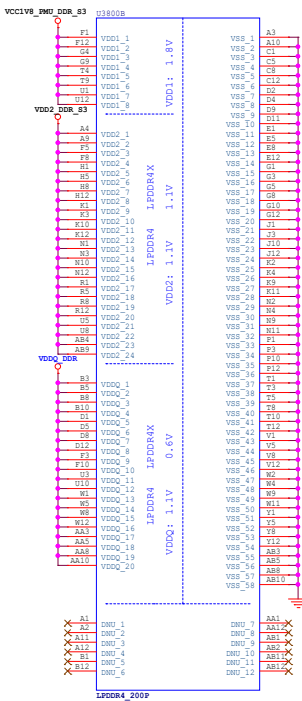 VCC1V8_PMU_DDR_S3
U3800B
F1 VDD1_1
F12 VDD1_2
G4 VDD1_3
G9 VDD1_4
T4 VDD1_5
T9 VDD1_6
U1 VDD1_7
U12 VDD1_8
VDD1: 1.8V
VDD2_DDR_S3
A4 VDD2_1
A9 VDD2_2
F5 VDD2_3
F8 VDD2_4
H1 VDD2_5
H5 VDD2_6
H8 VDD2_7
H12 VDD2_8
K1 VDD2_9
K3 VDD2_10
K10 VDD2_11
K12 VDD2_12
N1 VDD2_13
N3 VDD2_14
N10 VDD2_15
N12 VDD2_16
R1 VDD2_17
R5 VDD2_18
R8 VDD2_19
R12 VDD2_20
U5 VDD2_21
U8 VDD2_22
AB4 VDD2_23
AB9 VDD2_24
LPDDR4 LPDDR4X
VDD2: 1.1V 1.1V
VDDQ_DDR
B3 VDDQ_1
B5 VDDQ_2
B8 VDDQ_3
B10 VDDQ_4
D1 VDDQ_5
D5 VDDQ_6
D8 VDDQ_7
D12 VDDQ_8
F3 VDDQ_9
F10 VDDQ_10
U3 VDDQ_11
U10 VDDQ_12
W1 VDDQ_13
W5 VDDQ_14
W8 VDDQ_15
W12 VDDQ_16
AA3 VDDQ_17
AA5 VDDQ_18
AA8 VDDQ_19
AA10 VDDQ_20
LPDDR4 LPDDR4X
VDDQ: 1.1V 0.6V
A1 DNU_1
A2 DNU_2
A11 DNU_3
A12 DNU_4
B1 DNU_5
B12 DNU_6
VSS_1 A3
VSS_2 A10
VSS_3 C1
VSS_4 C5
VSS_5 C8
VSS_6 C12
VSS_7 D2
VSS_8 D4
VSS_9 D9
VSS_10 D11
VSS_11 E1
VSS_12 E5
VSS_13 E8
VSS_14 E12
VSS_15 G1
VSS_16 G3
VSS_17 G5
VSS_18 G8
VSS_19 G10
VSS_20 G12
VSS_21 J1
VSS_22 J3
VSS_23 J10
VSS_24 J12
VSS_25 K2
VSS_26 K4
VSS_27 K9
VSS_28 K11
VSS_29 N2
VSS_30 N4
VSS_31 N9
VSS_32 N11
VSS_33 P1
VSS_34 P3
VSS_35 P10
VSS_36 P12
VSS_37 T1
VSS_38 T3
VSS_39 T5
VSS_40 T8
VSS_41 T10
VSS_42 T12
VSS_43 V1
VSS_44 V5
VSS_45 V8
VSS_46 V12
VSS_47 W2
VSS_48 W4
VSS_49 W9
VSS_50 W11
VSS_51 Y1
VSS_52 Y5
VSS_53 Y8
VSS_54 Y12
VSS_55 AB3
VSS_56 AB5
VSS_57 AB8
VSS_58 AB10
DNU_7 AA1
DNU_8 AA12
DNU_9 AB1
DNU_10 AB2
DNU_11 AB11
DNU_12 AB12
LPDDR4_200P